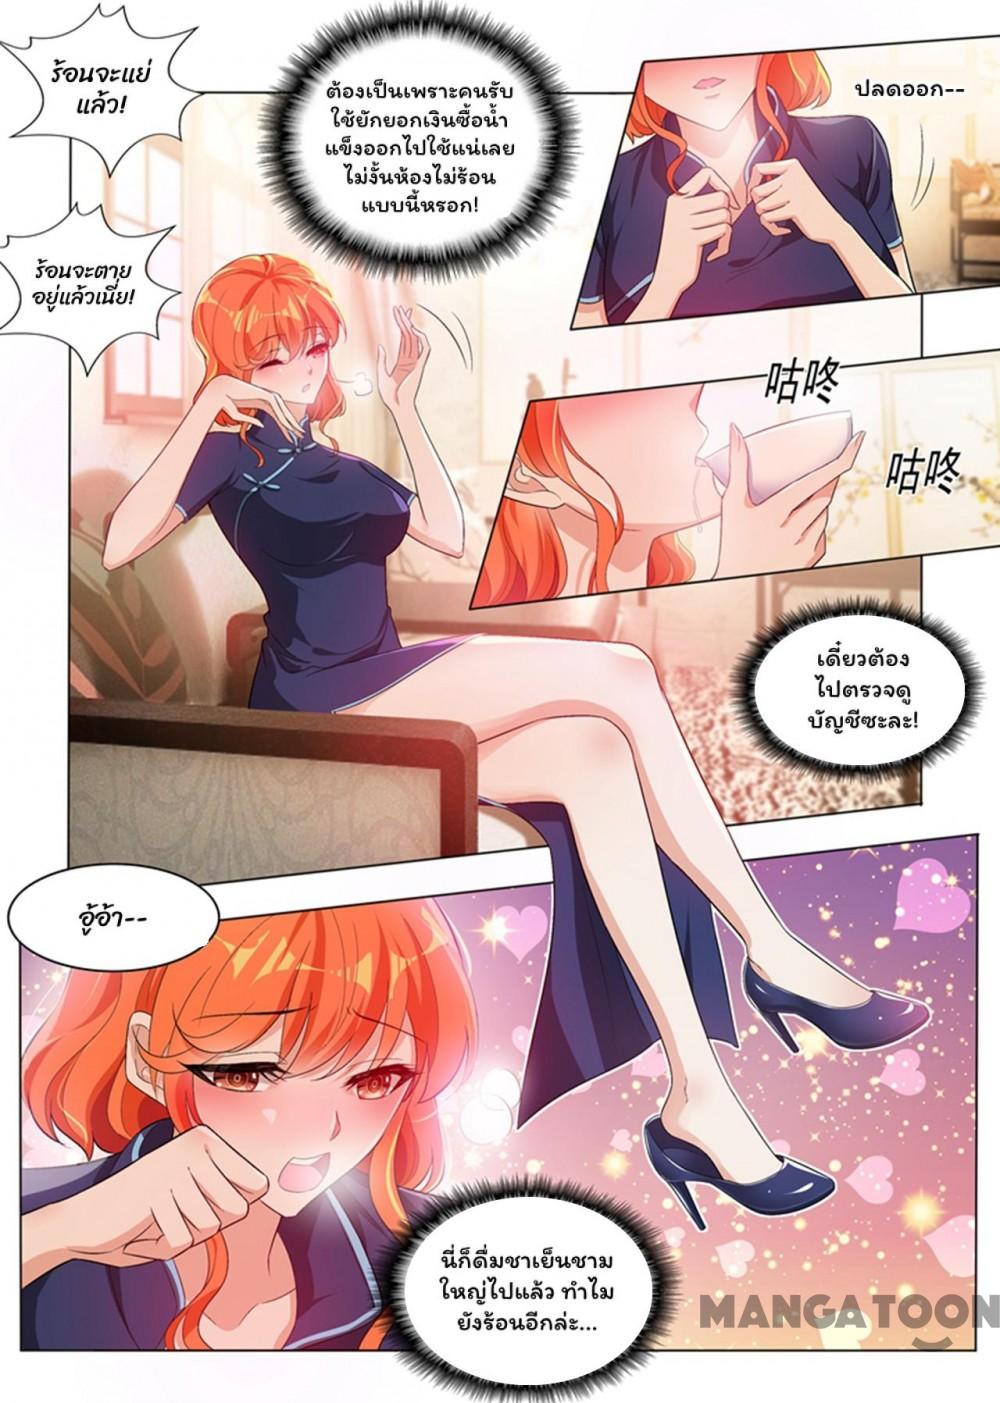 ร้อนจะแย่
แล้ว!
ต้องเป็นเพราะคนรับ
ใช้ยักยอกเงินซื้อน้ำ
แข็งออกไปใช้แน่เลย
ไม่งั้นห้องไม่ร้อน
แบบนี้หรอก!
ปลดออก--
ร้อนจะตาย
อยู่แล้วเนี่ย!
咕咚
咕咚
เดี๋ยวต้อง
ไปตรวจดู
บัญชีซะละ!
อู้อ้า--
นี่ก็ดื่มชาเย็นชาม
ใหญ่ไปแล้ว ทำไม
ยังร้อนอีกล่ะ...
MANGATOON